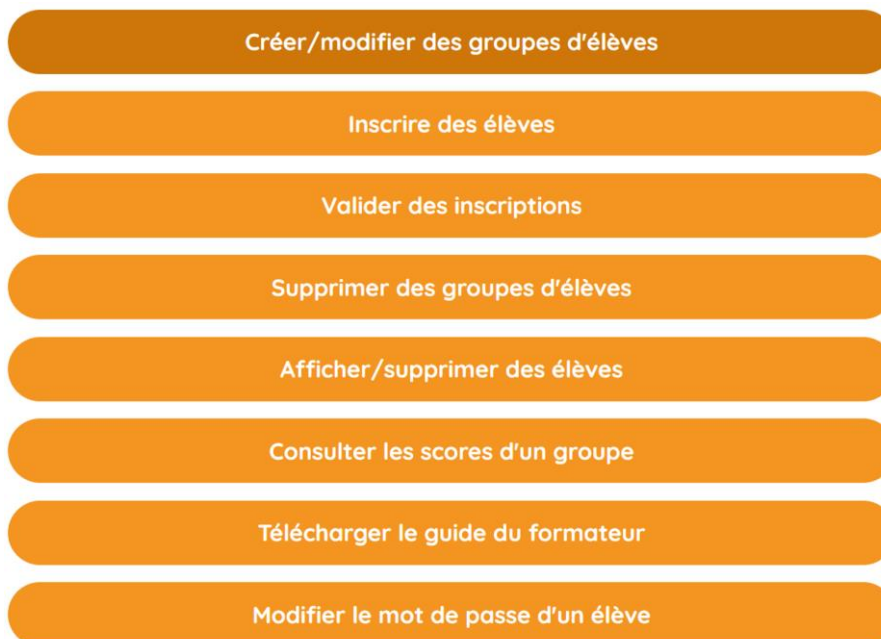 Créer/modifier des groupes d'élèves
Inscrire des élèves
Valider des inscriptions
Supprimer des groupes d'élèves
Afficher/supprimer des élèves
Consulter les scores d'un groupe
Télécharger le guide du formateur
Modifier le mot de passe d'un élève